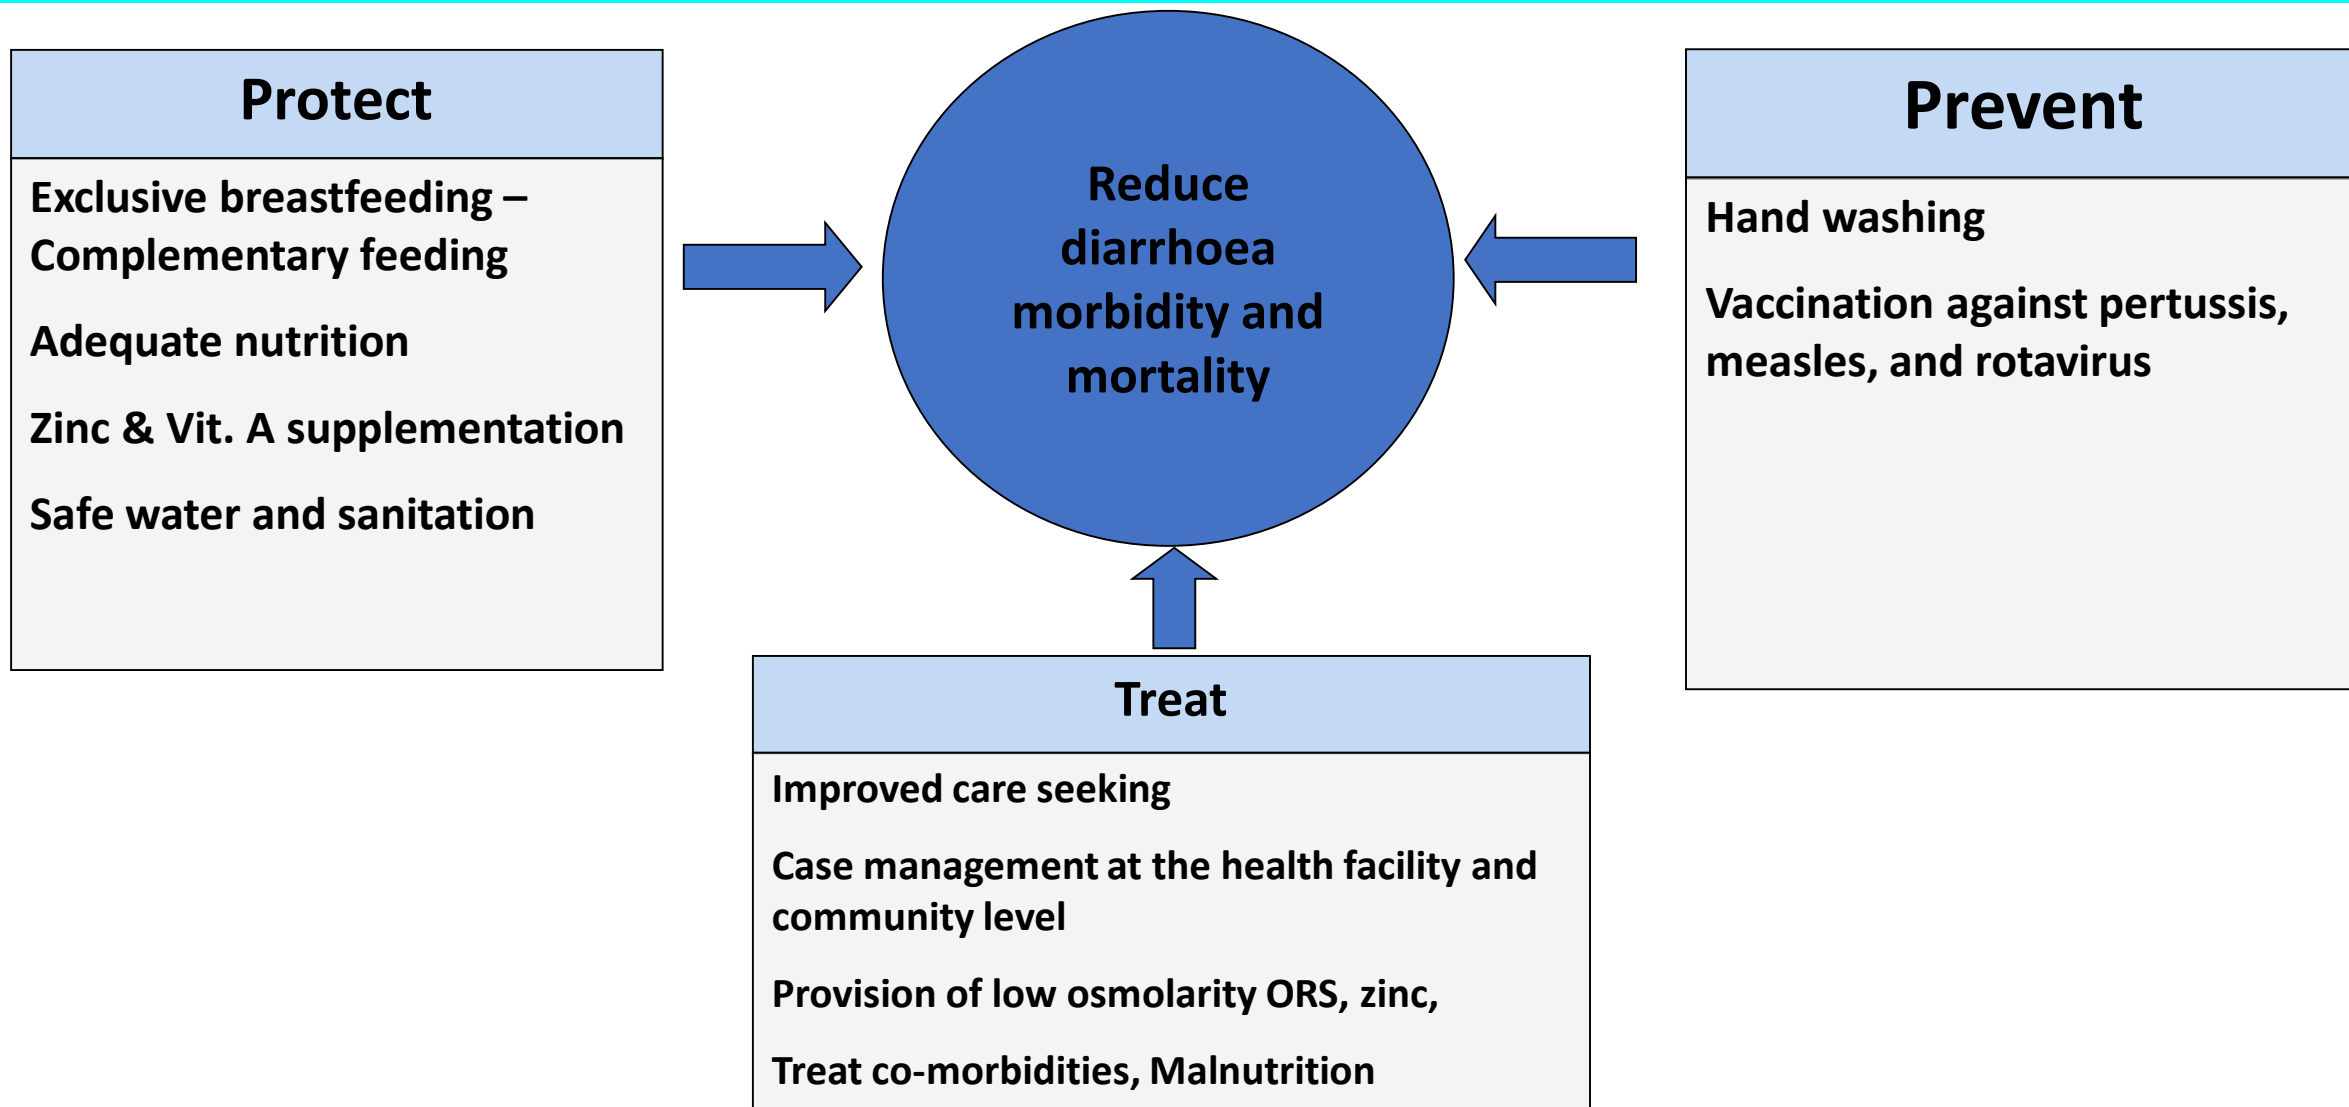 Protect
Exclusive breastfeeding –
Complementary feeding
Adequate nutrition
Zinc & Vit. A supplementation
Safe water and sanitation
Reduce
diarrhoea
morbidity and
mortality
Prevent
Hand washing
Vaccination against pertussis,
measles, and rotavirus
Treat
Improved care seeking
Case management at the health facility and
community level
Provision of low osmolarity ORS, zinc,
Treat co-morbidities, Malnutrition